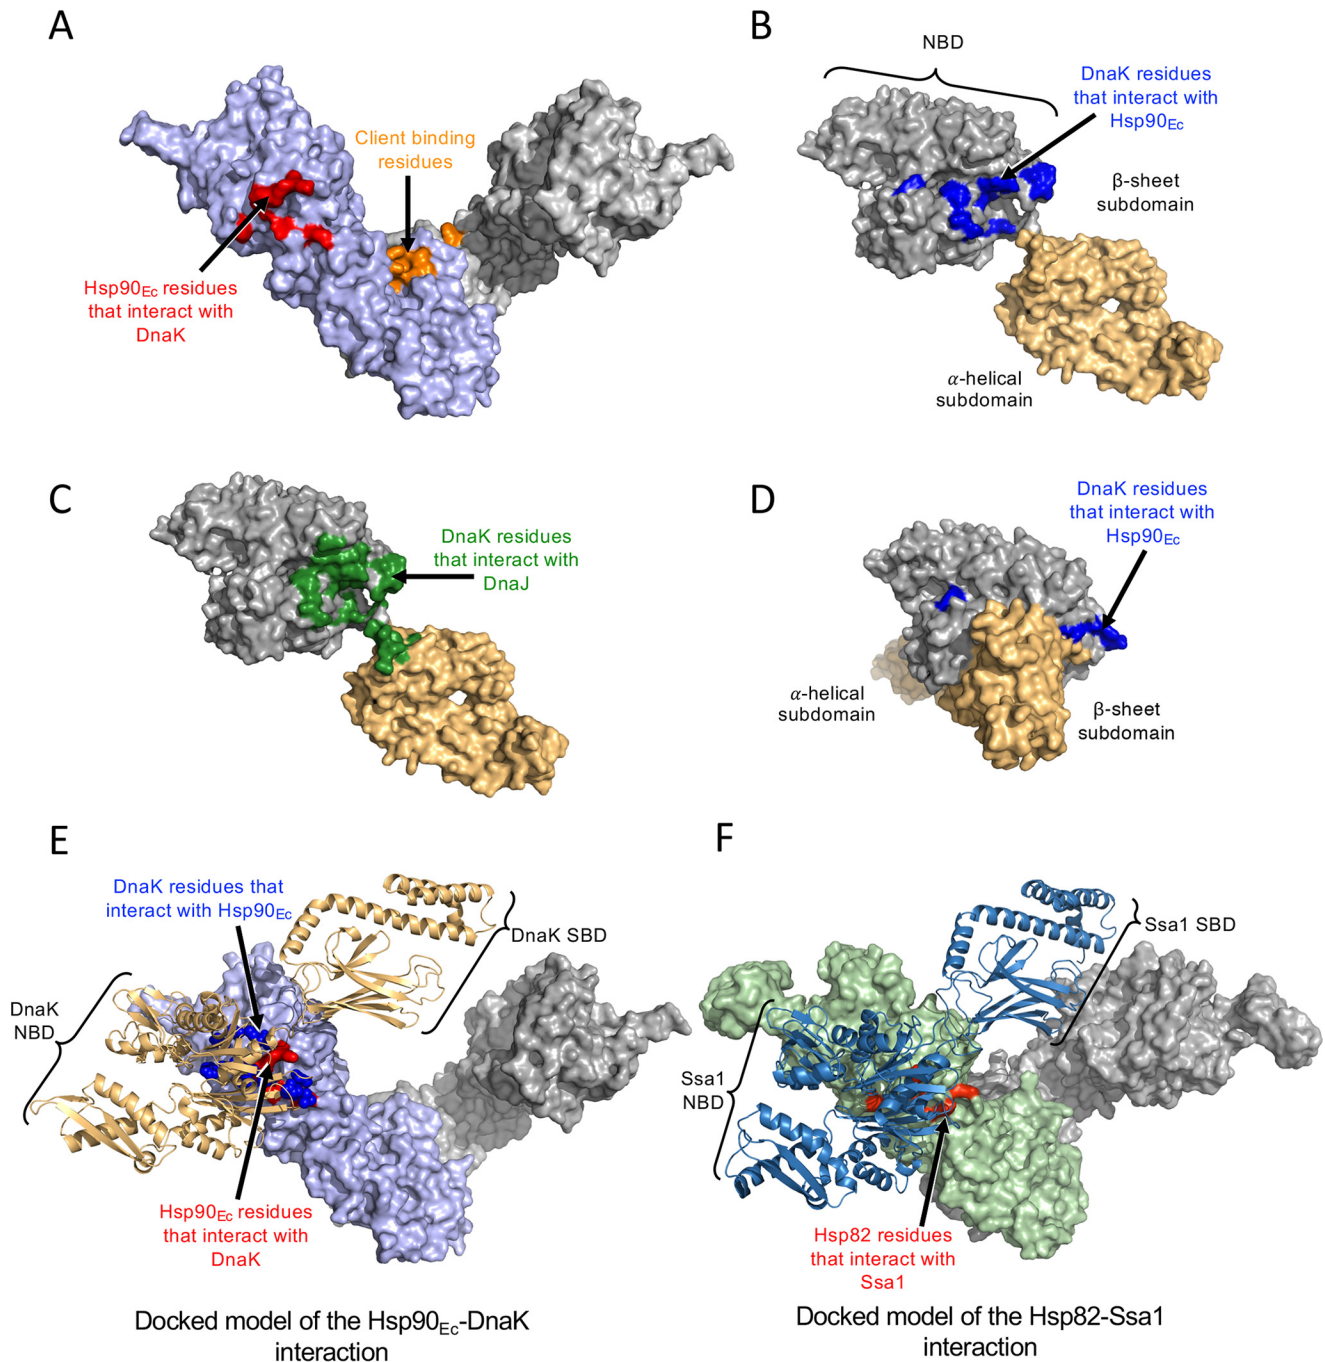 A
Client binding
residues
Hsp90Ec residues
that interact with
DnaK
B
NBD
DnaK residues
that interact with
Hsp90Ec
β-sheet
subdomain
α-helical
subdomain
C
DnaK residues
that interact with
DnaJ
D
DnaK residues
that interact with
Hsp90Ec
α-helical
subdomain
β-sheet
subdomain
E
DnaK residues that
interact with Hsp90Ec
DnaK SBD
DnaK
NBD
Hsp90Ec residues
that interact with
DnaK
Docked model of the Hsp90Ec-DnaK
interaction
F
Ssa1 SBD
Ssa1
NBD
Hsp82 residues
that interact with
Ssa1
Docked model of the Hsp82-Ssa1
interaction